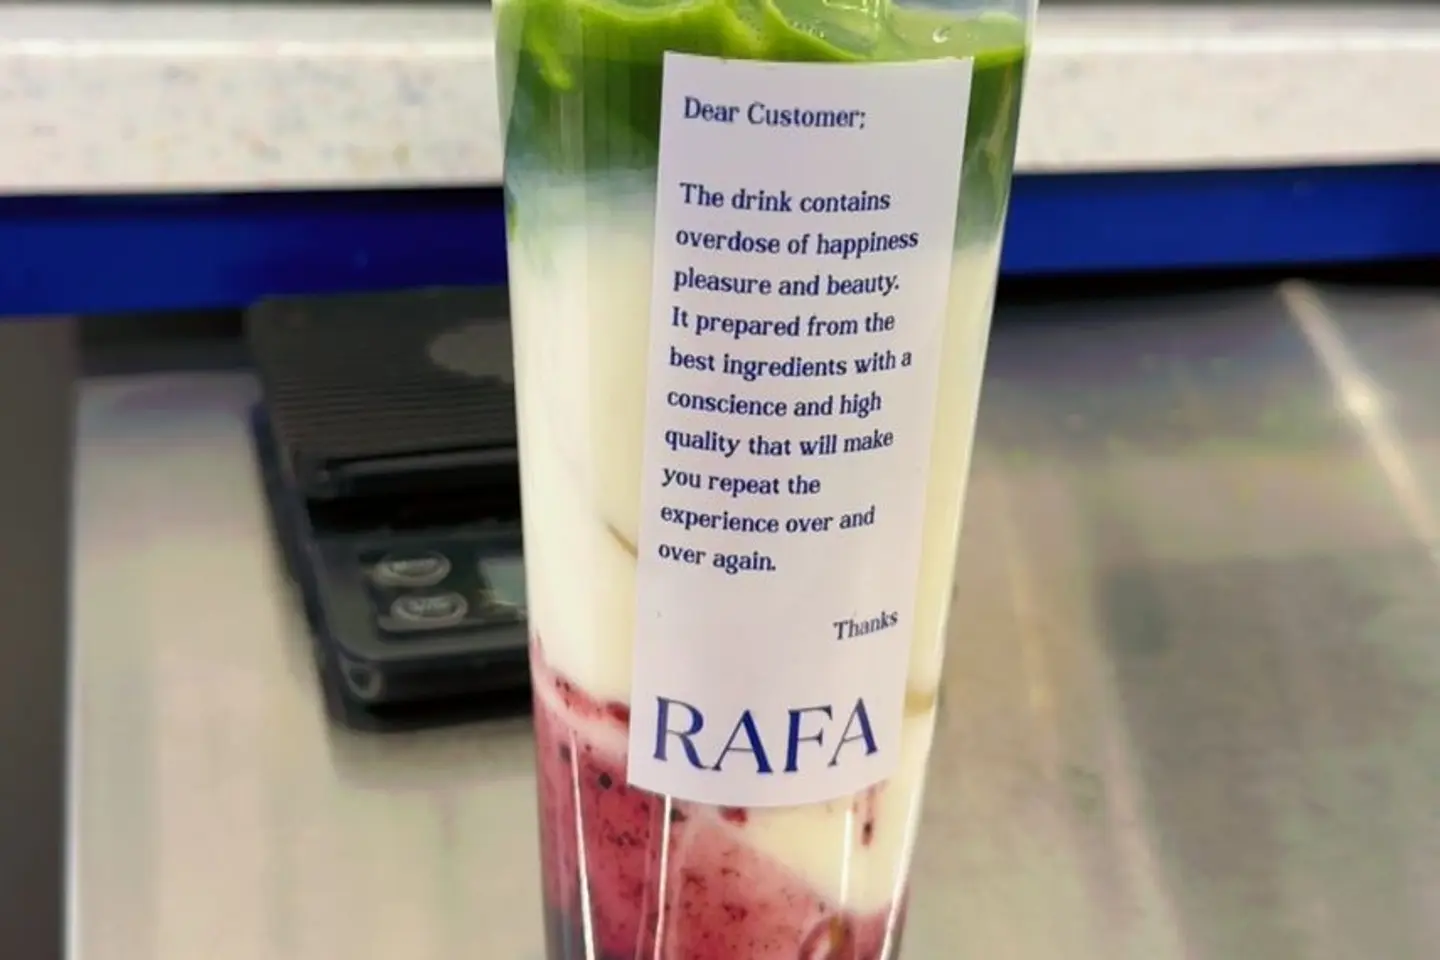 Dear Customer;
The drink contains
overdose of happiness
pleasure and beauty.
It prepared from the
best ingredients with a
conscience and high
quality that will make
you repeat the
experience over and
over again.
Thanks
RAFA